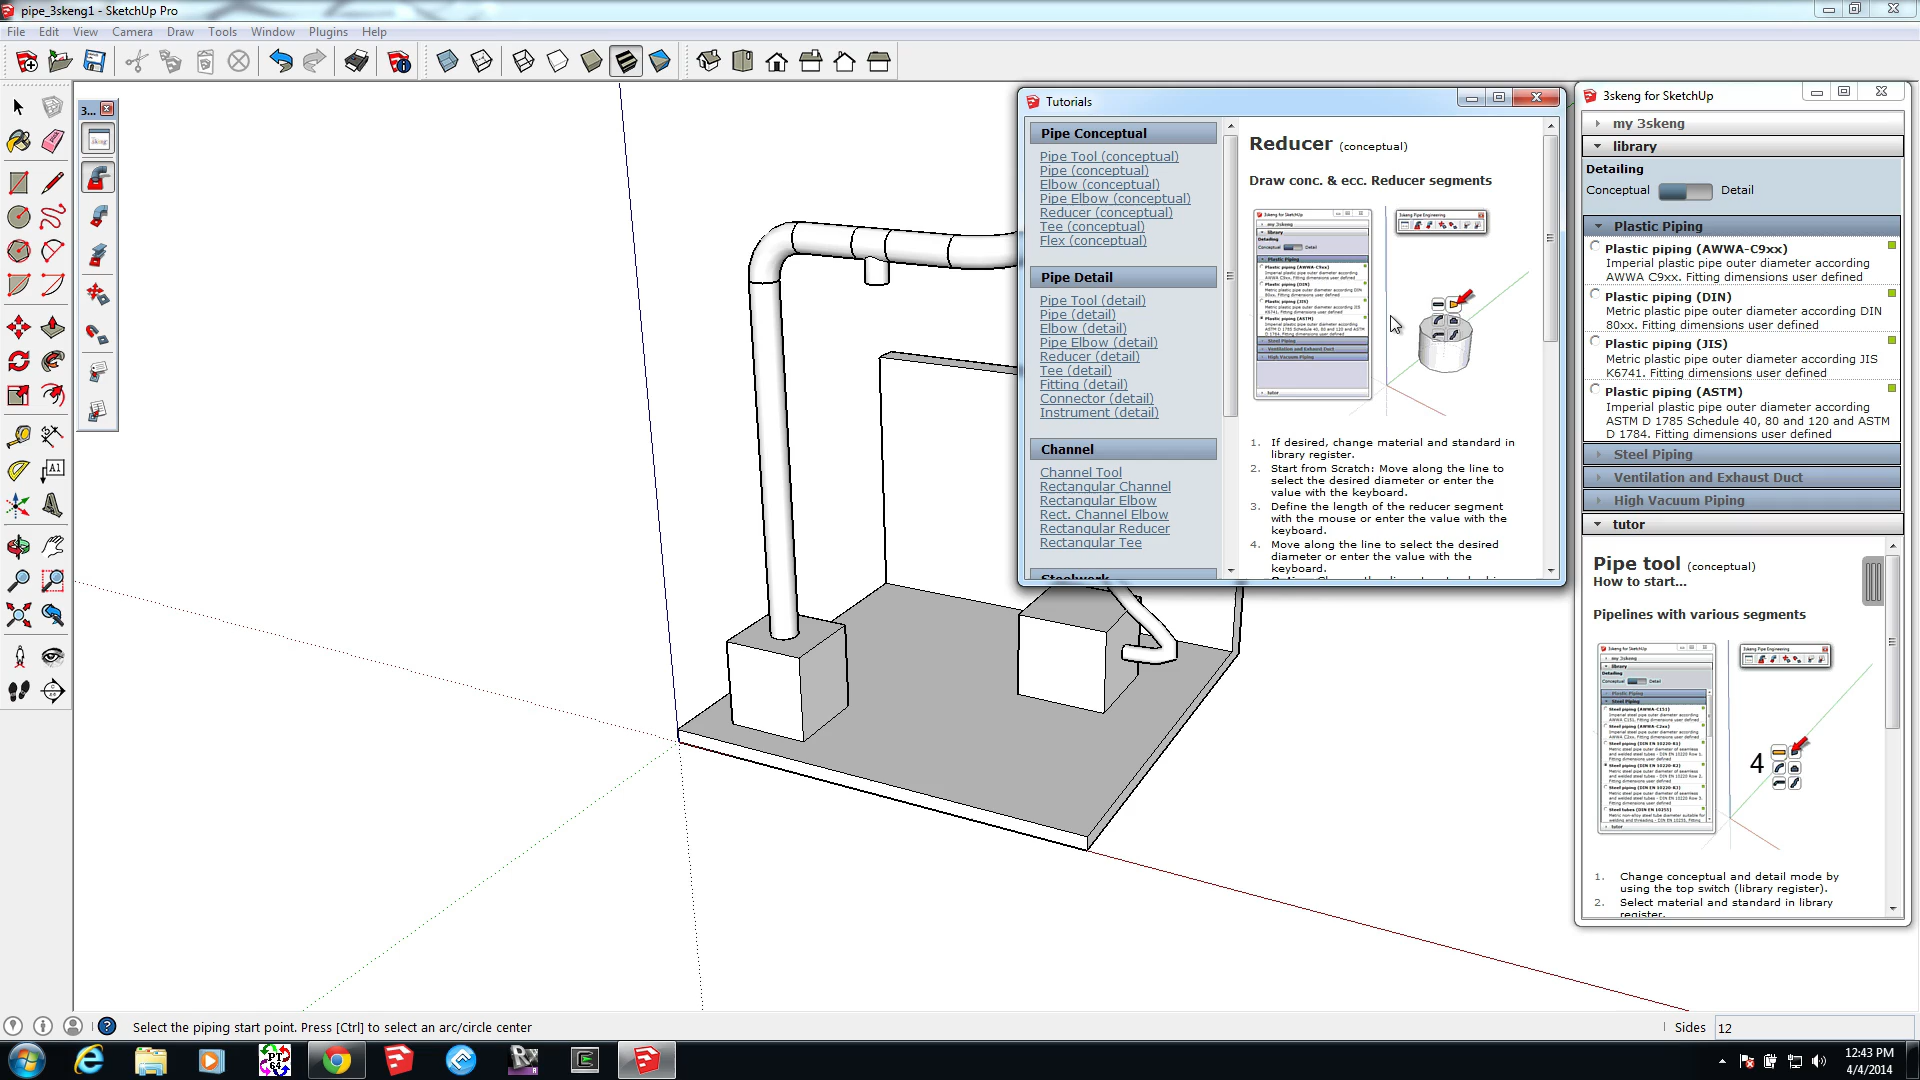 pipe_3skeng1 - SketchUp Pro
File Edit View Camera Draw Tools Window Plugins Help
3...
Tutorials
Pipe Conceptual
Pipe Tool (conceptual)
Pipe (conceptual)
Elbow (conceptual)
Pipe Elbow (conceptual)
Reducer (conceptual)
Tee (conceptual)
Flex (conceptual)
Pipe Detail
Pipe Tool (detail)
Pipe (detail)
Elbow (detail)
Pipe Elbow (detail)
Reducer (detail)
Tee (detail)
Fitting (detail)
Connector (detail)
Instrument (detail)
Channel
Channel Tool
Rectangular Channel
Rectangular Elbow
Rect. Channel Elbow
Rectangular Reducer
Rectangular Tee
Steelwork
Reducer (conceptual)
Draw conc. & ecc. Reducer segments
1. If desired, change material and standard in
library register.
2. Start from Scratch: Move along the line to
select the desired diameter or enter the
value with the keyboard.
3. Define the length of the reducer segment
with the mouse or enter the value with the
keyboard.
4. Move along the line to select the desired
diameter or enter the value with the
keyboard.
3skeng for SketchUp
my 3skeng
library
Detailing
Conceptual Detail
Plastic Piping
Plastic piping (AWWA-C9xx)
Imperial plastic pipe outer diameter according
AWWA C9xx. Fitting dimensions user defined
Plastic piping (DIN)
Metric plastic pipe outer diameter according DIN
80xx. Fitting dimensions user defined
Plastic piping (JIS)
Metric plastic pipe outer diameter according JIS
K6741. Fitting dimensions user defined
Plastic piping (ASTM)
Imperial plastic pipe outer diameter according
ASTM D 1785 Schedule 40, 80 and 120 and ASTM
D 1784. Fitting dimensions user defined
Steel Piping
Ventilation and Exhaust Duct
High Vacuum Piping
tutor
Pipe tool (conceptual)
How to start...
Pipelines with various segments
4
1. Change conceptual and detail mode by
using the top switch (library register).
2. Select material and standard in library
register.
Select the piping start point. Press [Ctrl] to select an arc/circle center
Sides 12
12:43 PM
4/4/2014